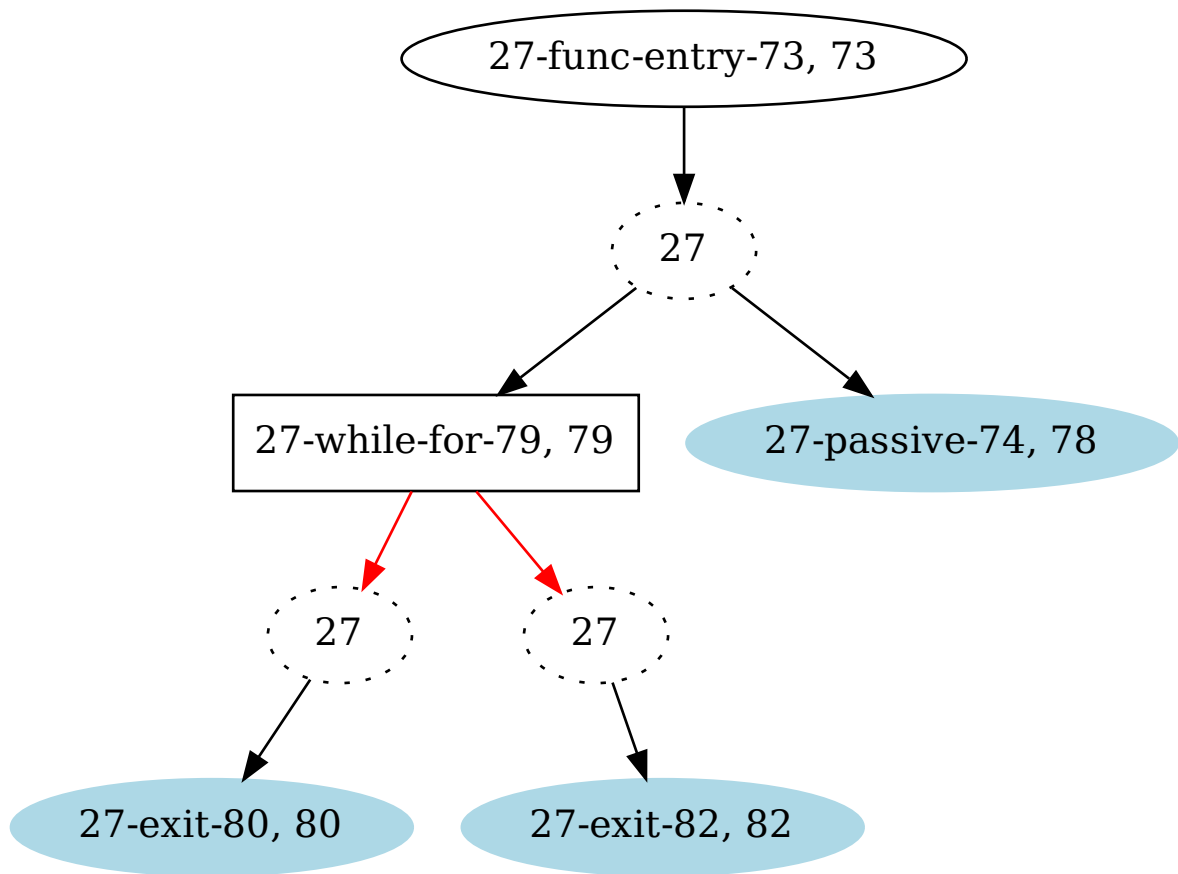 27-func-entry-73, 73
27
27-while-for-79, 79
27-passive-74, 78
27
27
27-exit-80, 80
27-exit-82, 82